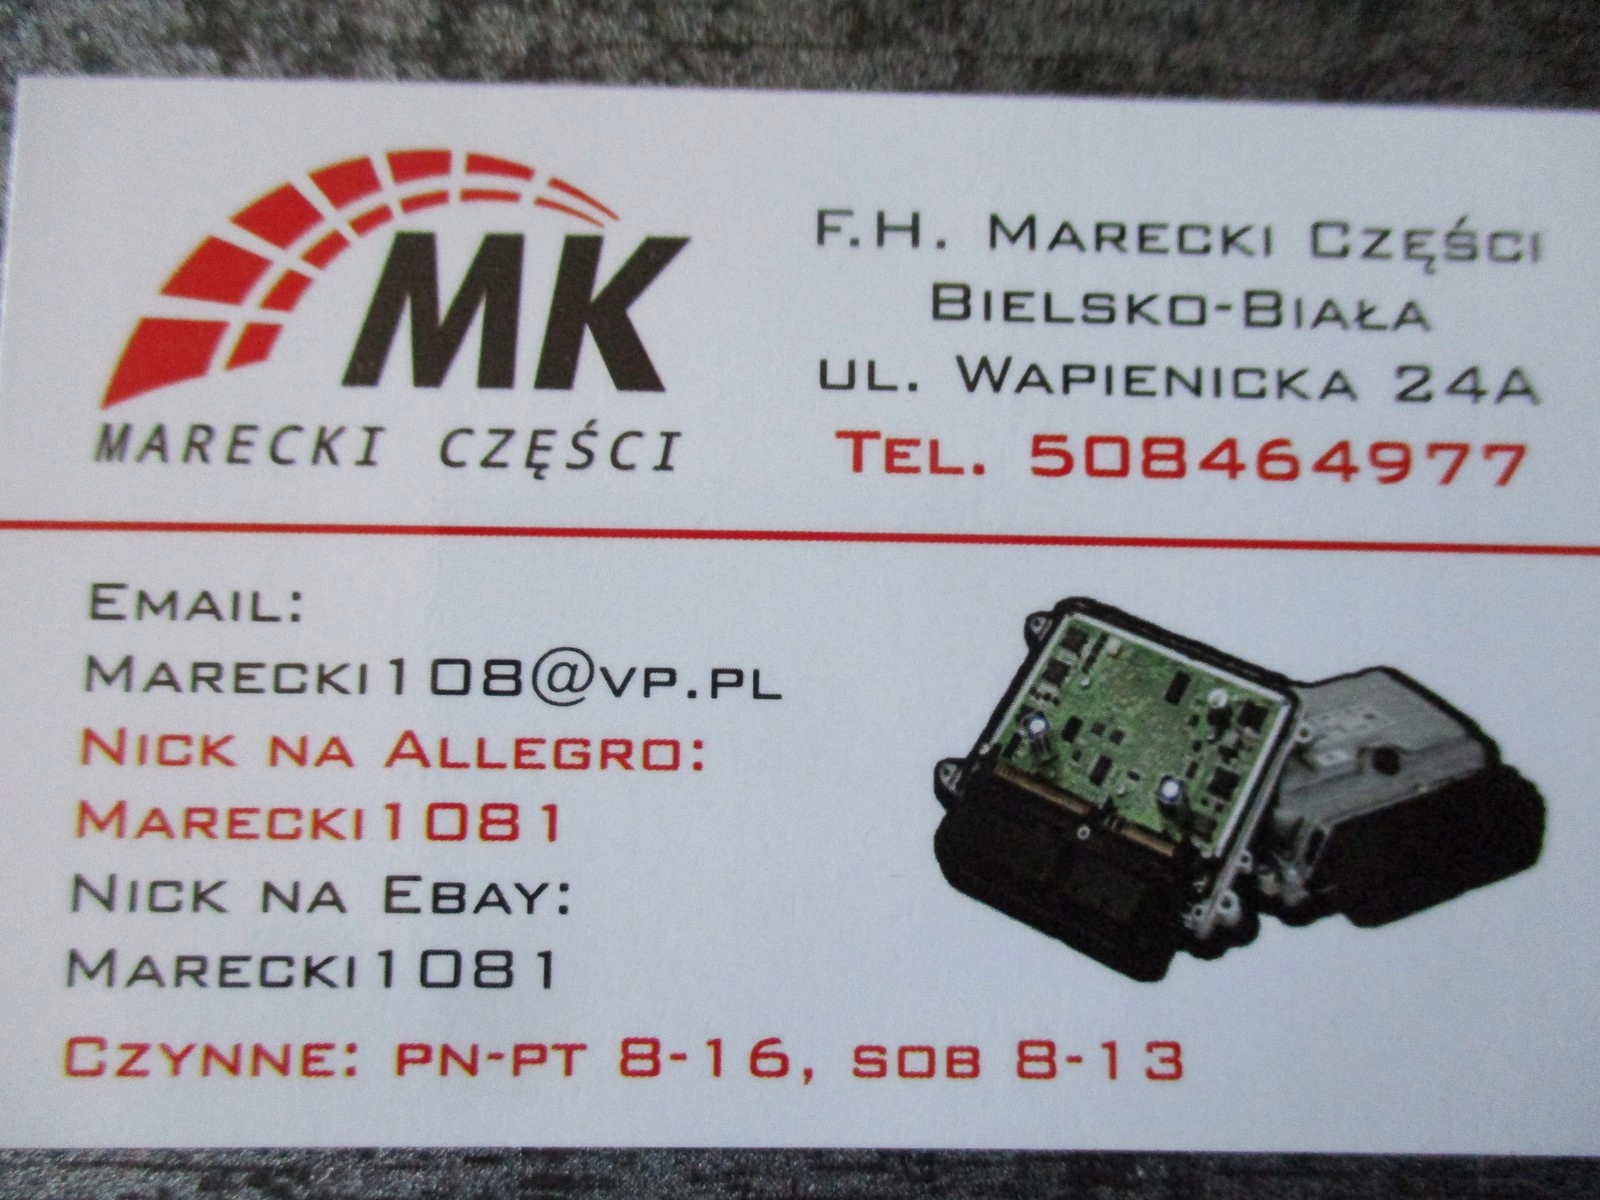 MK
MARECKI CZĘŚCI
F.H. MARECKI CZĘŚCI
BIELSKO-BIAŁA
UL. WAPIENICKA 24A
TEL. 508464977
EMAIL:
MARECKI108@VP.PL
NICK NA ALLEGRO:
MARECKI1081
NICK NA EBAY:
MARECKI1081
CZYNNE: PN-PT 8-16, SOB 8-13